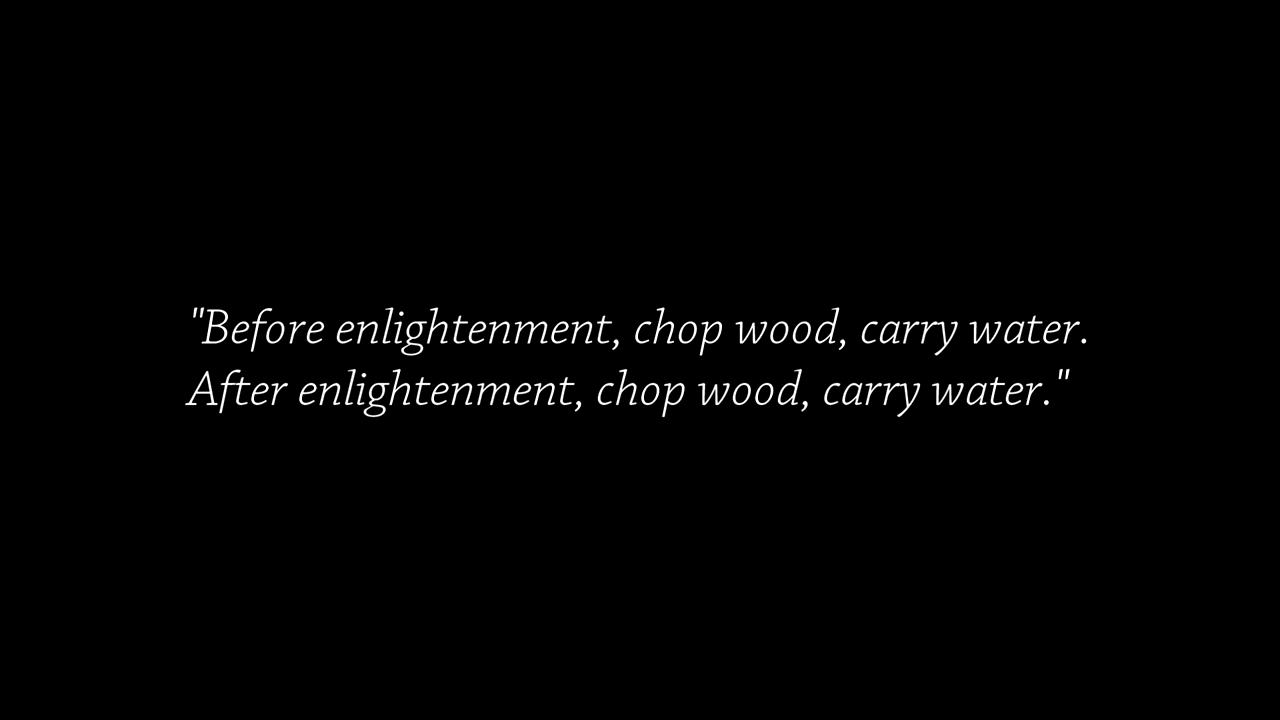 "Before enlightenment, chop wood, carry water.
After enlightenment, chop wood, carry water."